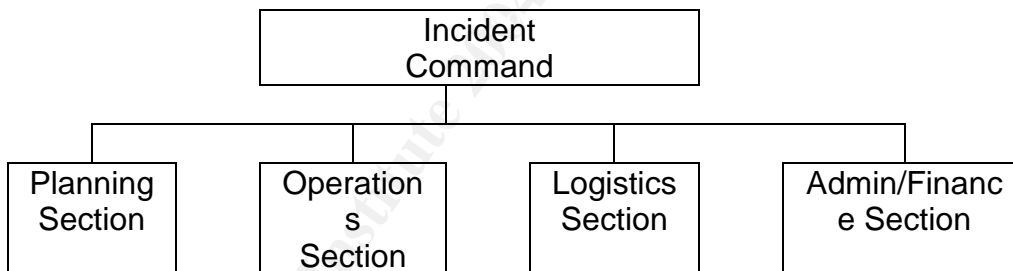 Incident
Command
Planning
Section
Operation
s
Section
Logistics
Section
Admin/Financ
e Section